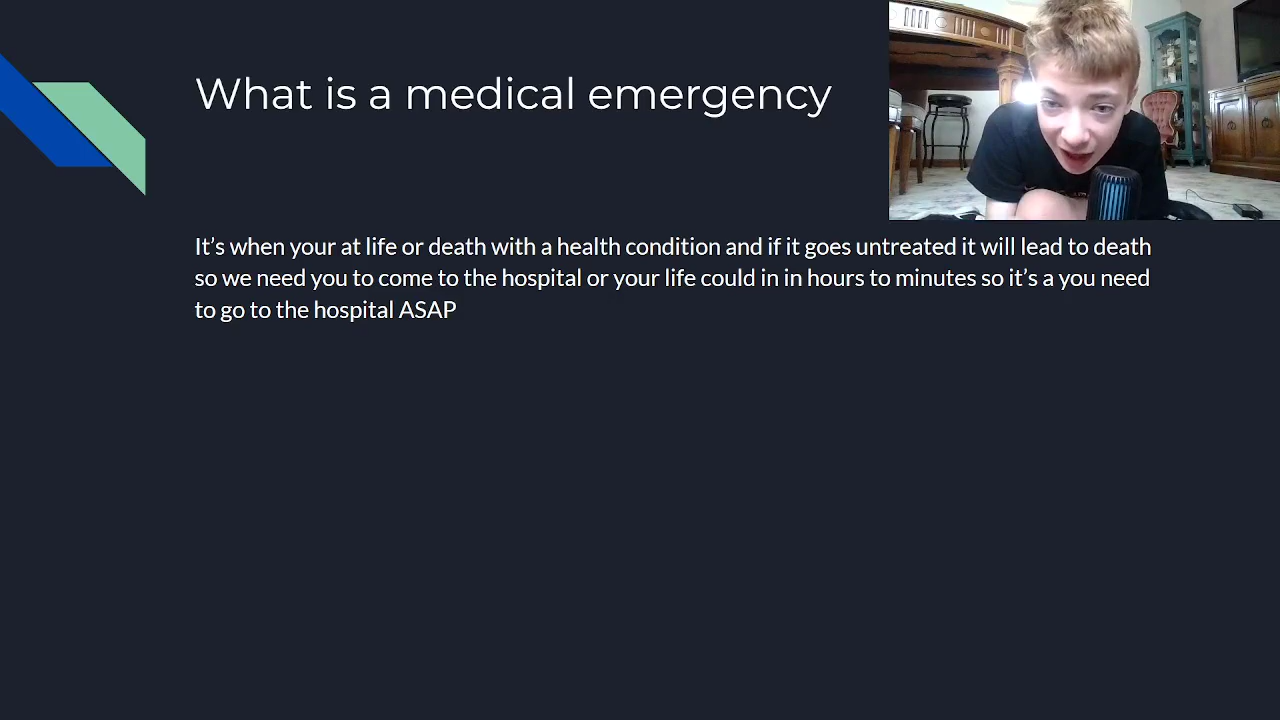 What is a medical emergency
It’s when your at life or death with a health condition and if it goes untreated it will lead to death
so we need you to come to the hospital or your life could in in hours to minutes so it’s a you need
to go to the hospital ASAP